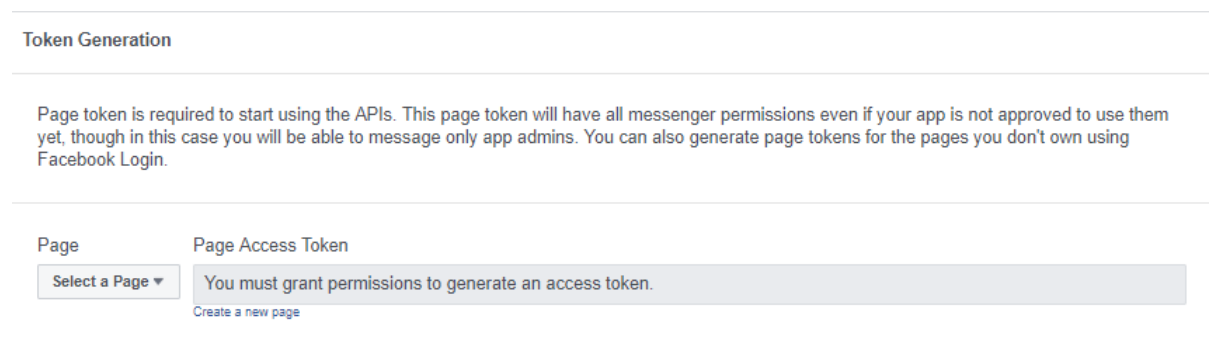 Token Generation
Page token is required to start using the APIs. This page token will have all messenger permissions even if your app is not approved to use them
yet, though in this case you will be able to message only app admins. You can also generate page tokens for the pages you don't own using
Facebook Login.
Page Page Access Token
Select a Page You must grant permissions to generate an access token.
Create a new page